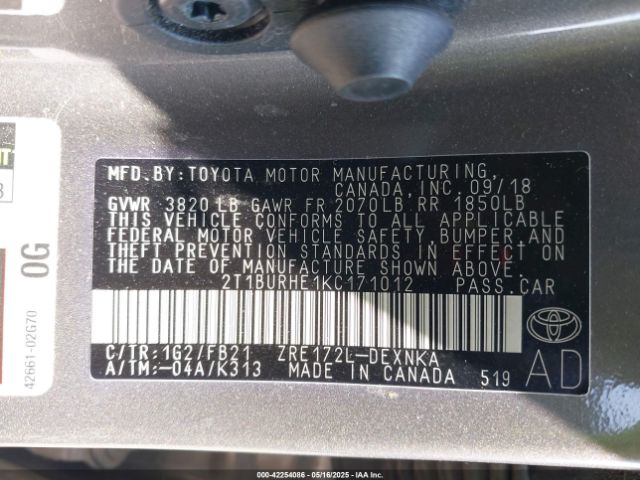 MFD.BY:TOYOTA MOTOR MANUFACTURING,
CANADA, INC. 09/18
GVWR 3820 LB GAWR FR 2070LB RR 1850LB
THIS VEHICLE CONFORMS TO ALL APPLICABLE
FEDERAL MOTOR VEHICLE SAFETY, BUMPER, AND
THEFT PREVENTION STANDARDS IN EFFECT ON
THE DATE OF MANUFACTURE SHOWN ABOVE.
2T1BURHE1KC171012 PASS.CAR
C/TR:1G2/FB21 ZRE172L-DEXNKA
A/TM:-04A/K313 MADE IN CANADA 519
AD
0G
42661-02G70
000-42254086 - 05/16/2025 - IAAI.CA